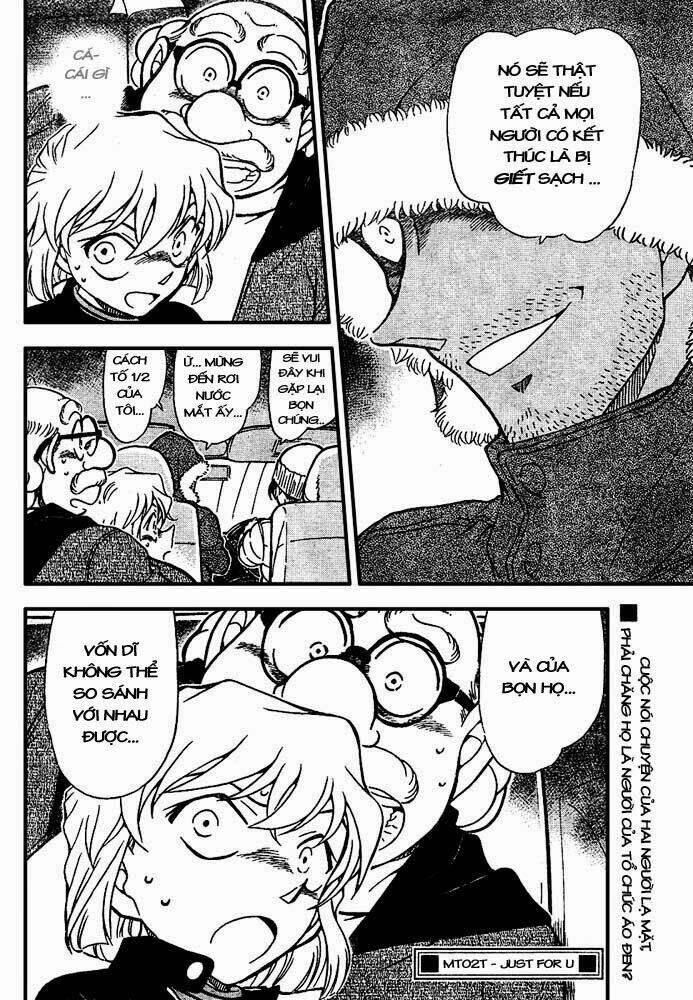 NÓ SẼ THẬT
TUYỆT NẾU
TẤT CẢ MỌI
NGƯỜI CÓ KẾT
THÚC LÀ BỊ
GIẾT SẠCH ...
CÁ-
CÁI GÌ
...
SẼ VUI
ĐÂY KHI
GẶP LẠI
BỌN
CHÚNG..
Ừ... MỪNG
ĐẾN RƠI
NƯỚC
MẮT ẤY...
CÁCH
TỐ 1/2
CỦA
TÔI...
VÀ CỦA
BỌN HỌ...
VỐN DĨ
KHÔNG THỂ
SO SÁNH
VỚI NHAU
ĐƯỢC...
CUỘC NÓI CHUYỆN CỦA HAI NGƯỜI LẠ MẶT,
PHẢI CHĂNG HỌ LÀ NGƯỜI CỦA TỔ CHỨC ÁO ĐEN?
MT02T - JUST FOR U